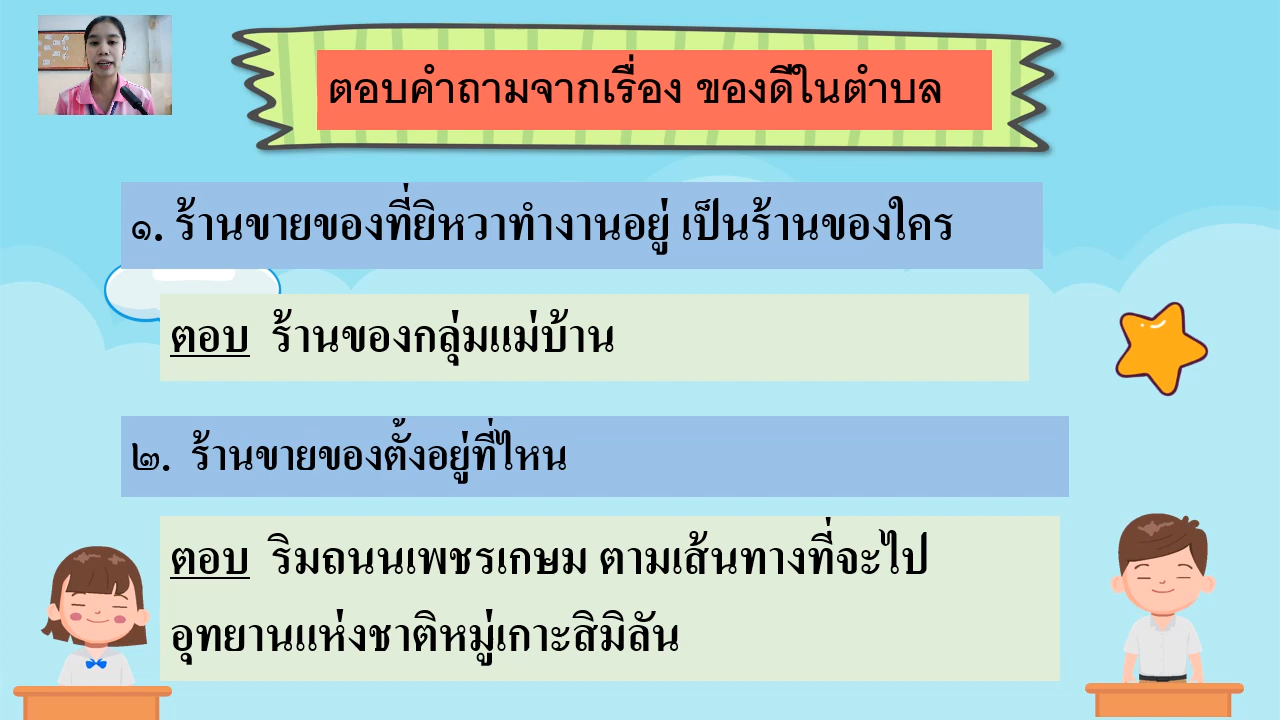 ตอบคำถามจากเรื่อง ของดีในตำบล
๑. ร้านขายของที่ยิหวาทำงานอยู่ เป็นร้านของใคร
ตอบ ร้านของกลุ่มแม่บ้าน
๒. ร้านขายของตั้งอยู่ที่ไหน
ตอบ ริมถนนเพชรเกษม ตามเส้นทางที่จะไป
อุทยานแห่งชาติหมู่เกาะสิมิลัน